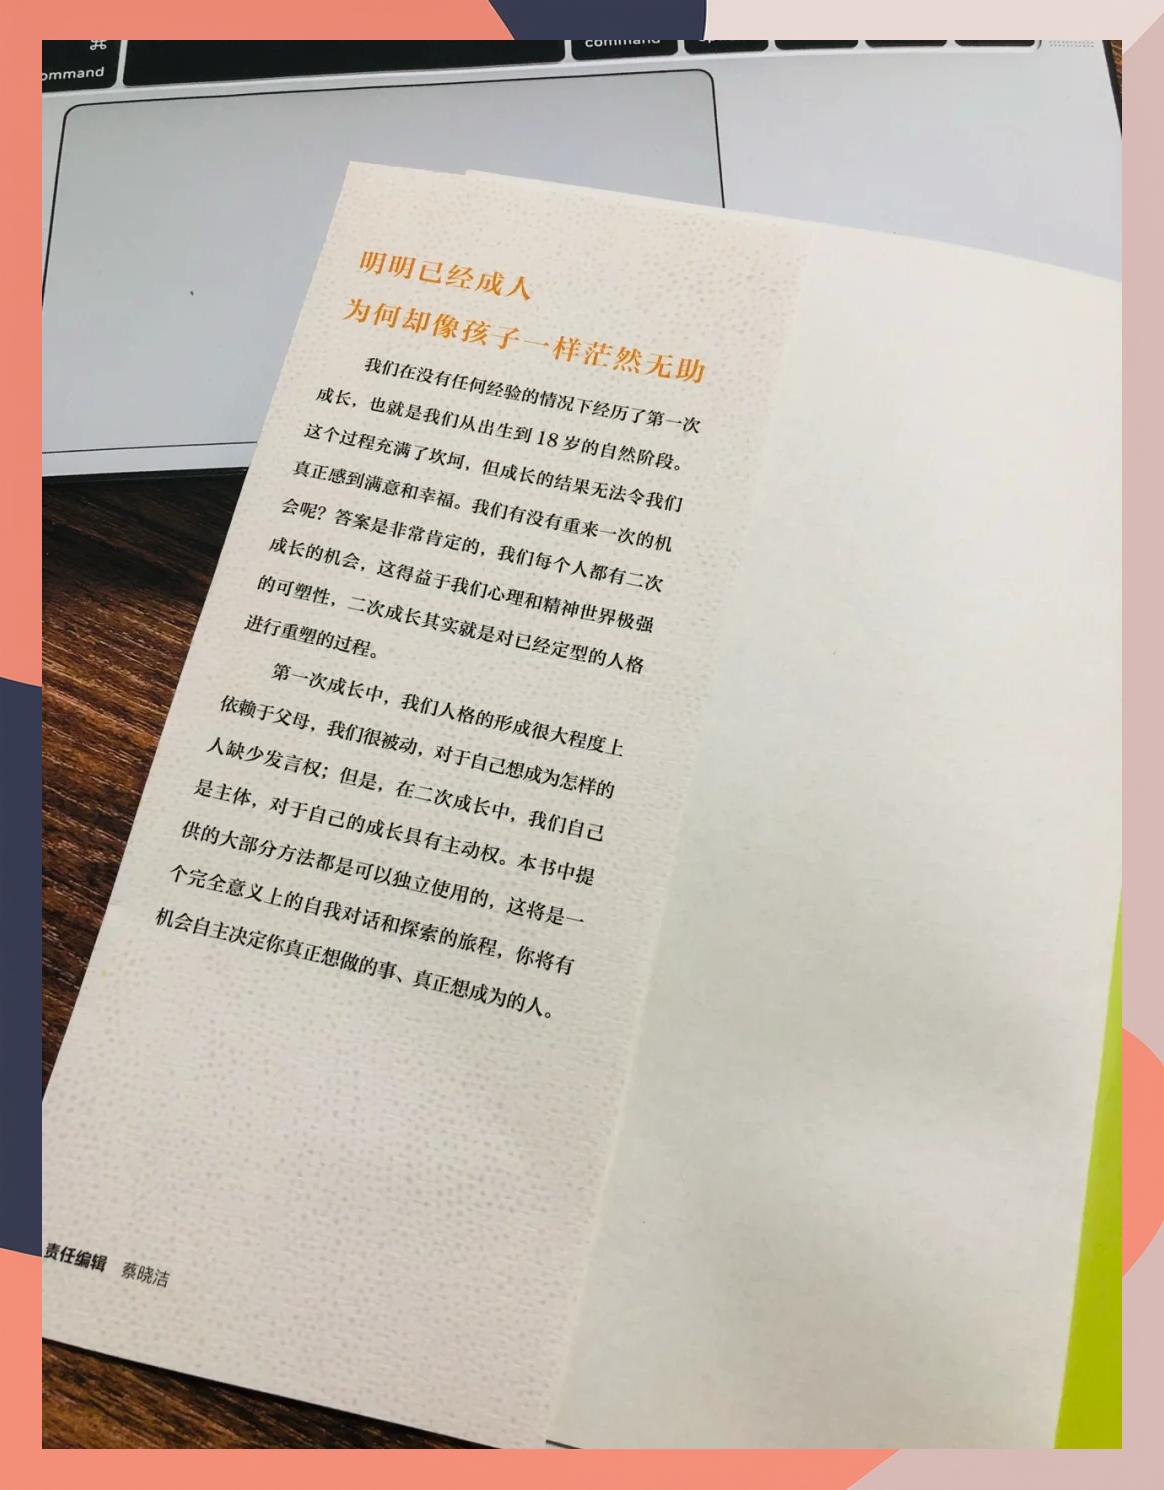 ⌘
command
command
明明已经成人
为何却像孩子一样茫然无助
我们在没有任何经验的情况下经历了第一次
成长，也就是我们从出生到 18 岁的自然阶段。
这个过程充满了坎坷，但成长的结果无法令我们
真正感到满意和幸福。我们有没有重来一次的机
会呢？答案是非常肯定的，我们每个人都有二次
成长的机会，这得益于我们心理和精神世界极强
的可塑性，二次成长其实就是对已经定型的人格
进行重塑的过程。
第一次成长中，我们人格的形成很大程度上
依赖于父母，我们很被动，对于自己想成为怎样的
人缺少发言权；但是，在二次成长中，我们自己
是主体，对于自己的成长具有主动权。本书中提
供的大部分方法都是可以独立使用的，这将是一
个完全意义上的自我对话和探索的旅程，你将有
机会自主决定你真正想做的事、真正想成为的人。
责任编辑 蔡晓洁